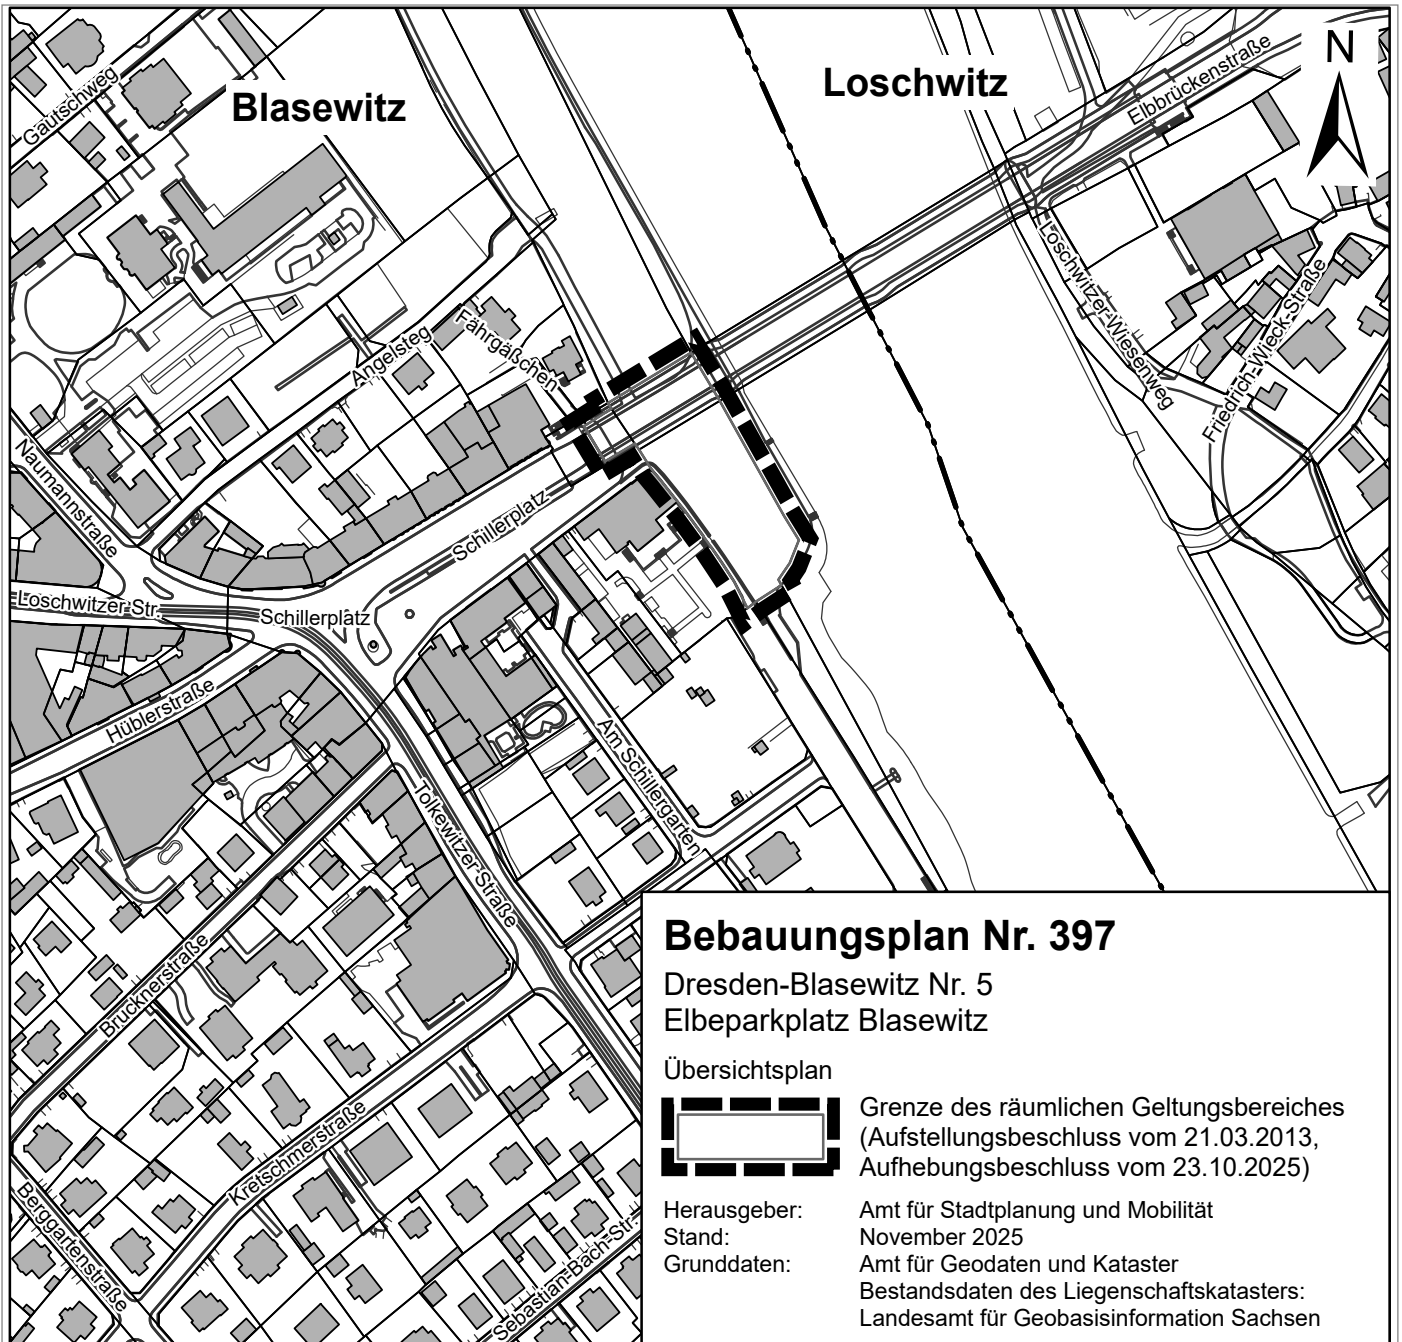 Blasewitz
Loschwitz
N
Gautschweg
Elbbrückenstraße
Loschwitzer-Wiesenweg
Friedrich-Wieck-Straße
Fährgäßchen
Angelsteg
Naumannstraße
Schillerplatz
Loschwitzer Str.
Schillerplatz
Hüblerstraße
Am Schillergarten
Tolkewitzer Straße
Brucknerstraße
Kretschmerstraße
Berggartenstraße
Sebastian-Bach-Str.
Bebauungsplan Nr. 397
Dresden-Blasewitz Nr. 5
Elbeparkplatz Blasewitz
Übersichtsplan
Grenze des räumlichen Geltungsbereiches
(Aufstellungsbeschluss vom 21.03.2013,
Aufhebungsbeschluss vom 23.10.2025)
Herausgeber: Amt für Stadtplanung und Mobilität
Stand: November 2025
Grunddaten: Amt für Geodaten und Kataster
Bestandsdaten des Liegenschaftskatasters:
Landesamt für Geobasisinformation Sachsen